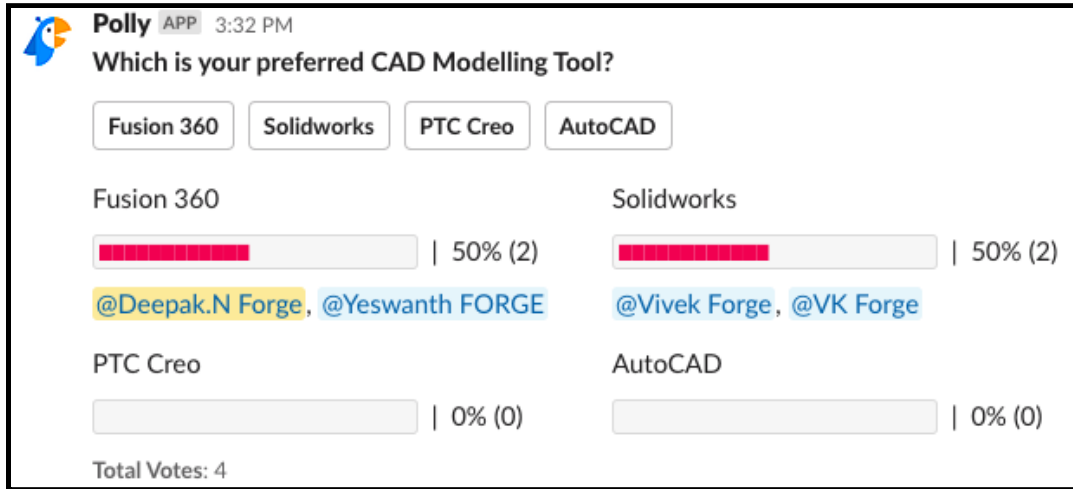 Polly APP 3:32 PM
Which is your preferred CAD Modelling Tool?
Fusion 360 Solidworks PTC Creo AutoCAD
Fusion 360 Solidworks
| 50% (2) | 50% (2)
@Deepak.N Forge, @Yeswanth FORGE @Vivek Forge, @VK Forge
PTC Creo AutoCAD
| 0% (0) | 0% (0)
Total Votes: 4